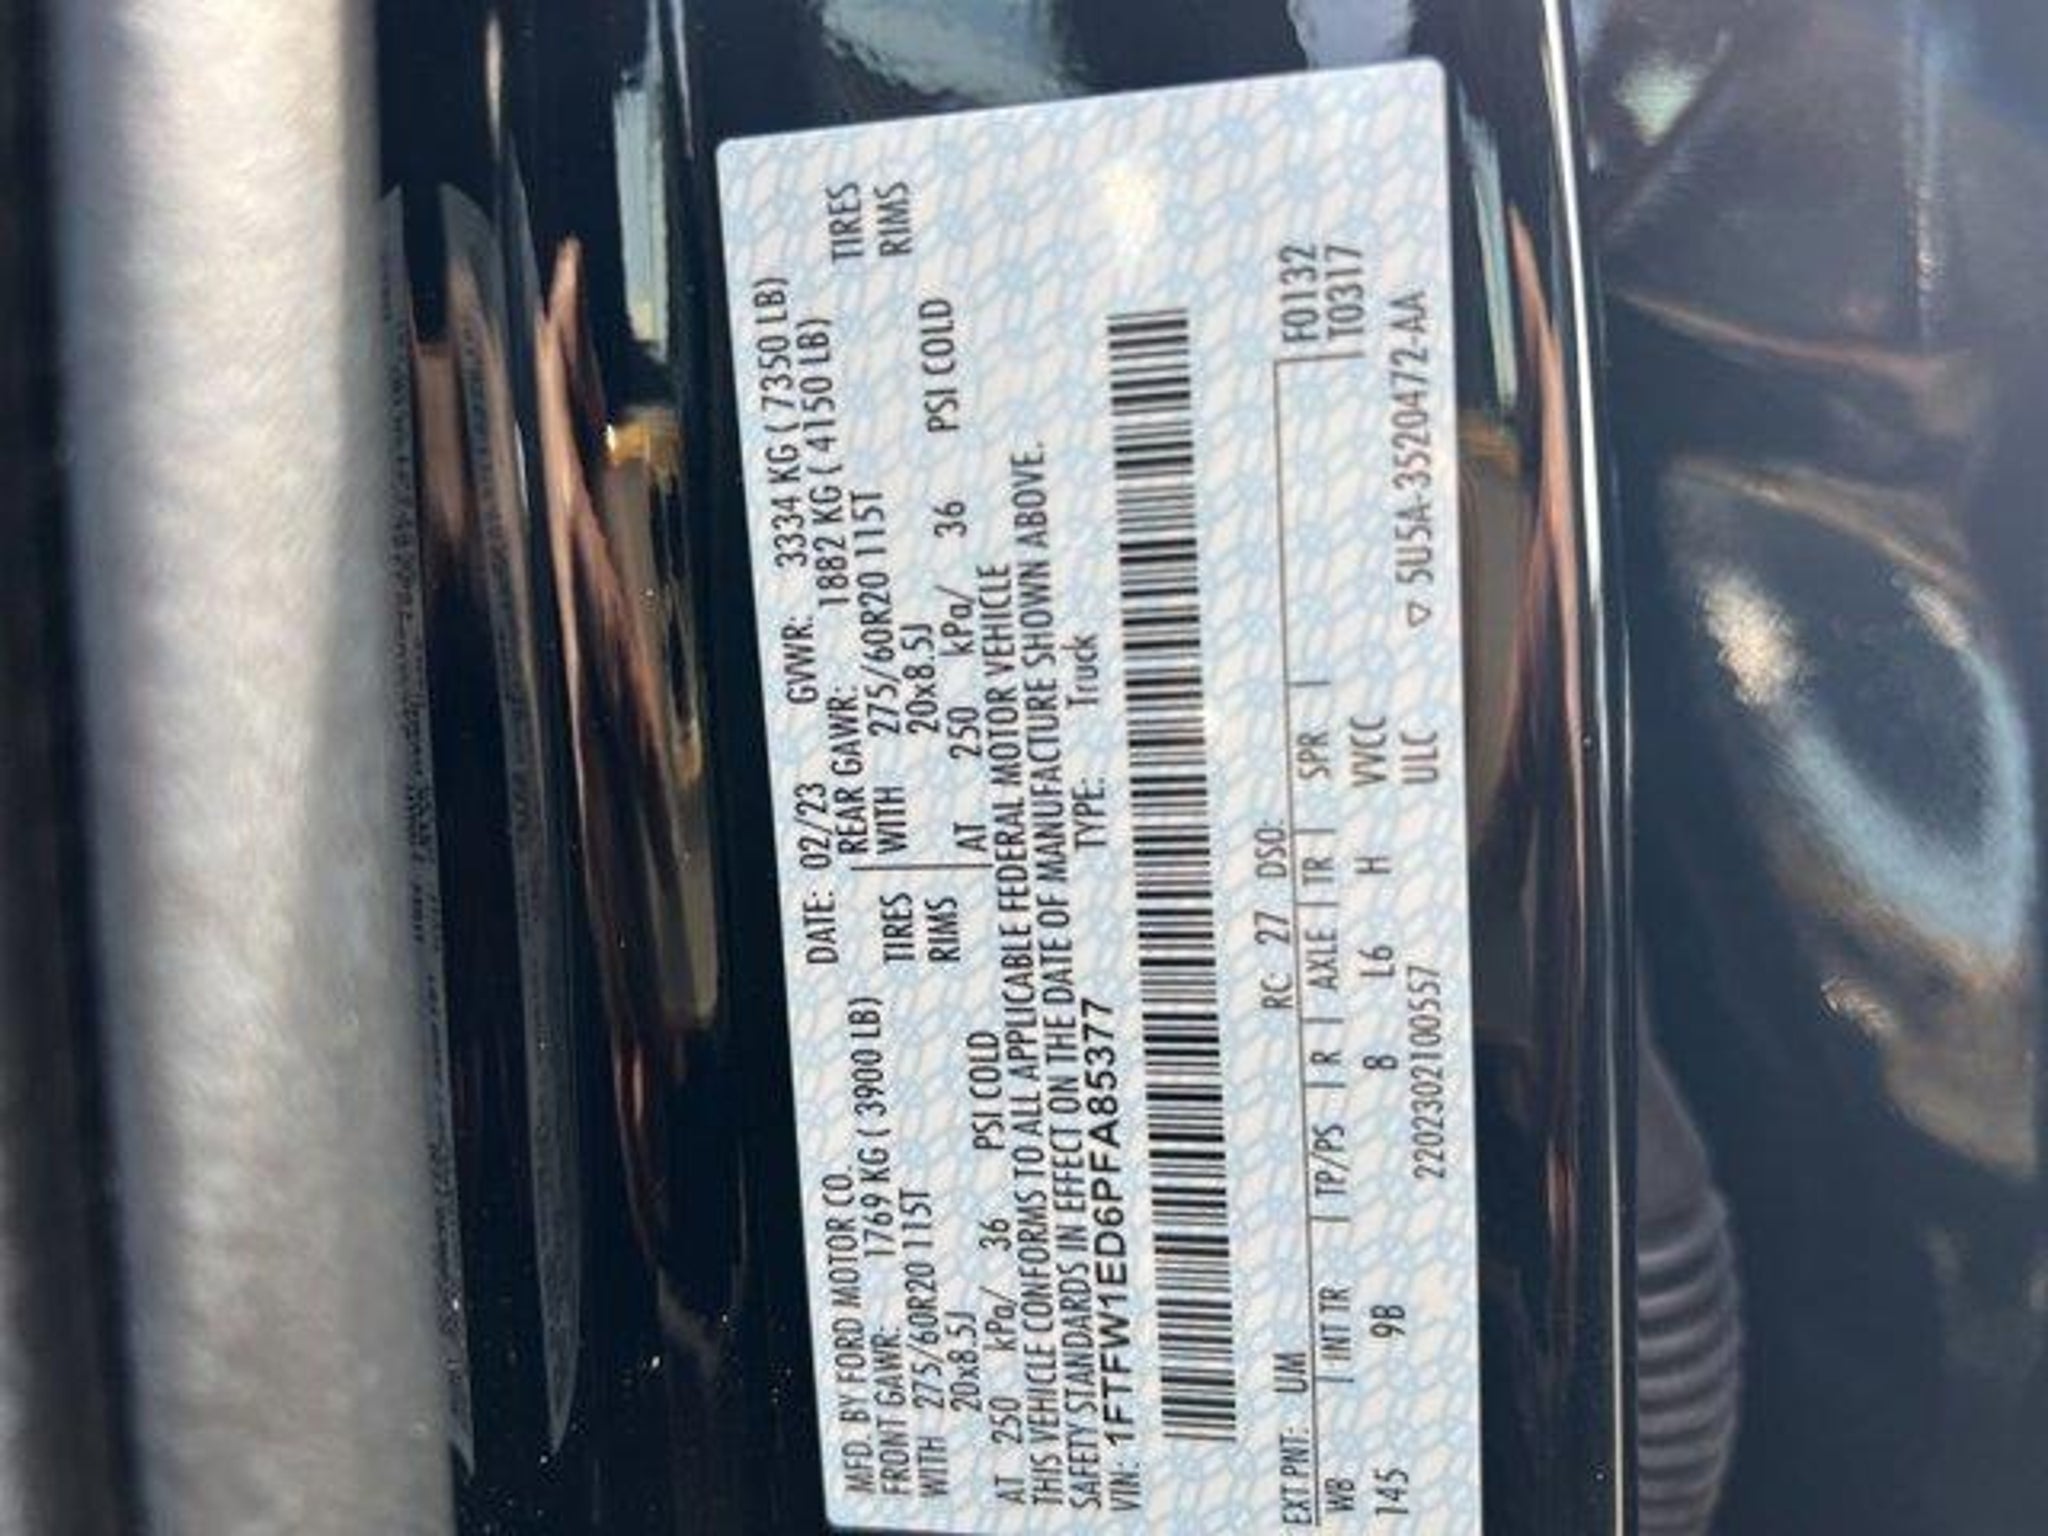 MFD. BY FORD MOTOR CO. DATE: 02/23 GVWR: 3334 KG ( 7350 LB)
FRONT GAWR: 1769 KG ( 3900 LB) REAR GAWR: 1882 KG ( 4150 LB)
WITH 275/60R20 115T TIRES WITH 275/60R20 115T TIRES
20x8.5J RIMS 20x8.5J RIMS
AT 250 kPa/ 36 PSI COLD AT 250 kPa/ 36 PSI COLD
THIS VEHICLE CONFORMS TO ALL APPLICABLE FEDERAL MOTOR VEHICLE
SAFETY STANDARDS IN EFFECT ON THE DATE OF MANUFACTURE SHOWN ABOVE.
VIN: 1FTFW1ED6PFA85377 TYPE: Truck
EXT PNT: UM RC: 27 DSO: F0132
WB | INT TR | TP/PS | R | AXLE | TR | SPR | T0317
145 9B B L6 H VVCC
220230210055​7 ULC ▽ 5U5A-3520472-AA